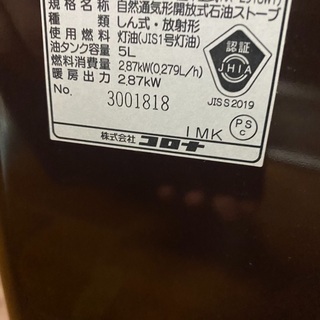 規格名称 自然通気形開放式石油ストーブ
種類 しん式・放射形
使用燃料 灯油(JIS1号灯油)
油タンク容量 5L
燃料消費量 2.87kW(0.279L/h)
暖房出力 2.87kW
No. 3001818
認証
JHIA
JIS S 2019
1MK
PS
C
株式会社 コロナ